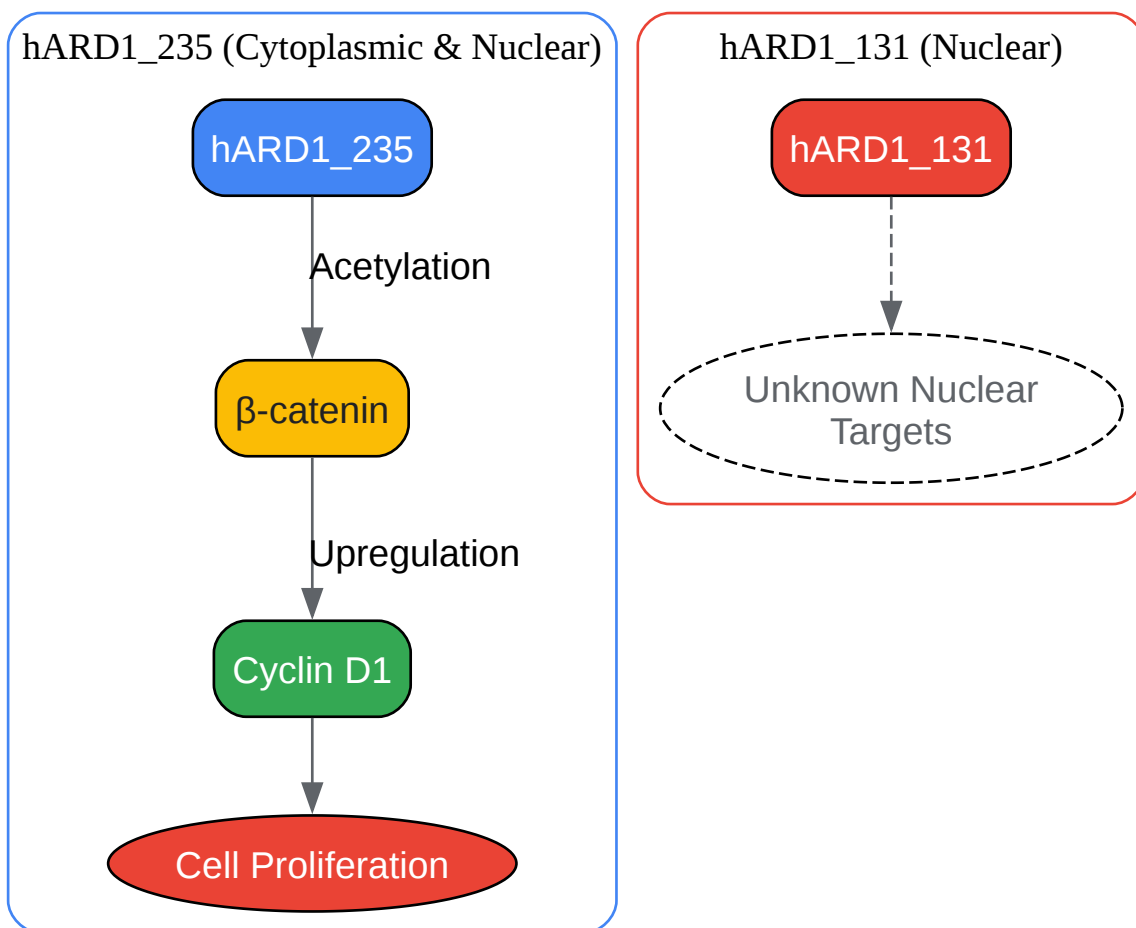 hARD1_235 (Cytoplasmic & Nuclear)
hARD1_235
Acetylation
β-catenin
Upregulation
Cyclin D1
Cell Proliferation
hARD1_131 (Nuclear)
hARD1_131
Unknown Nuclear
Targets